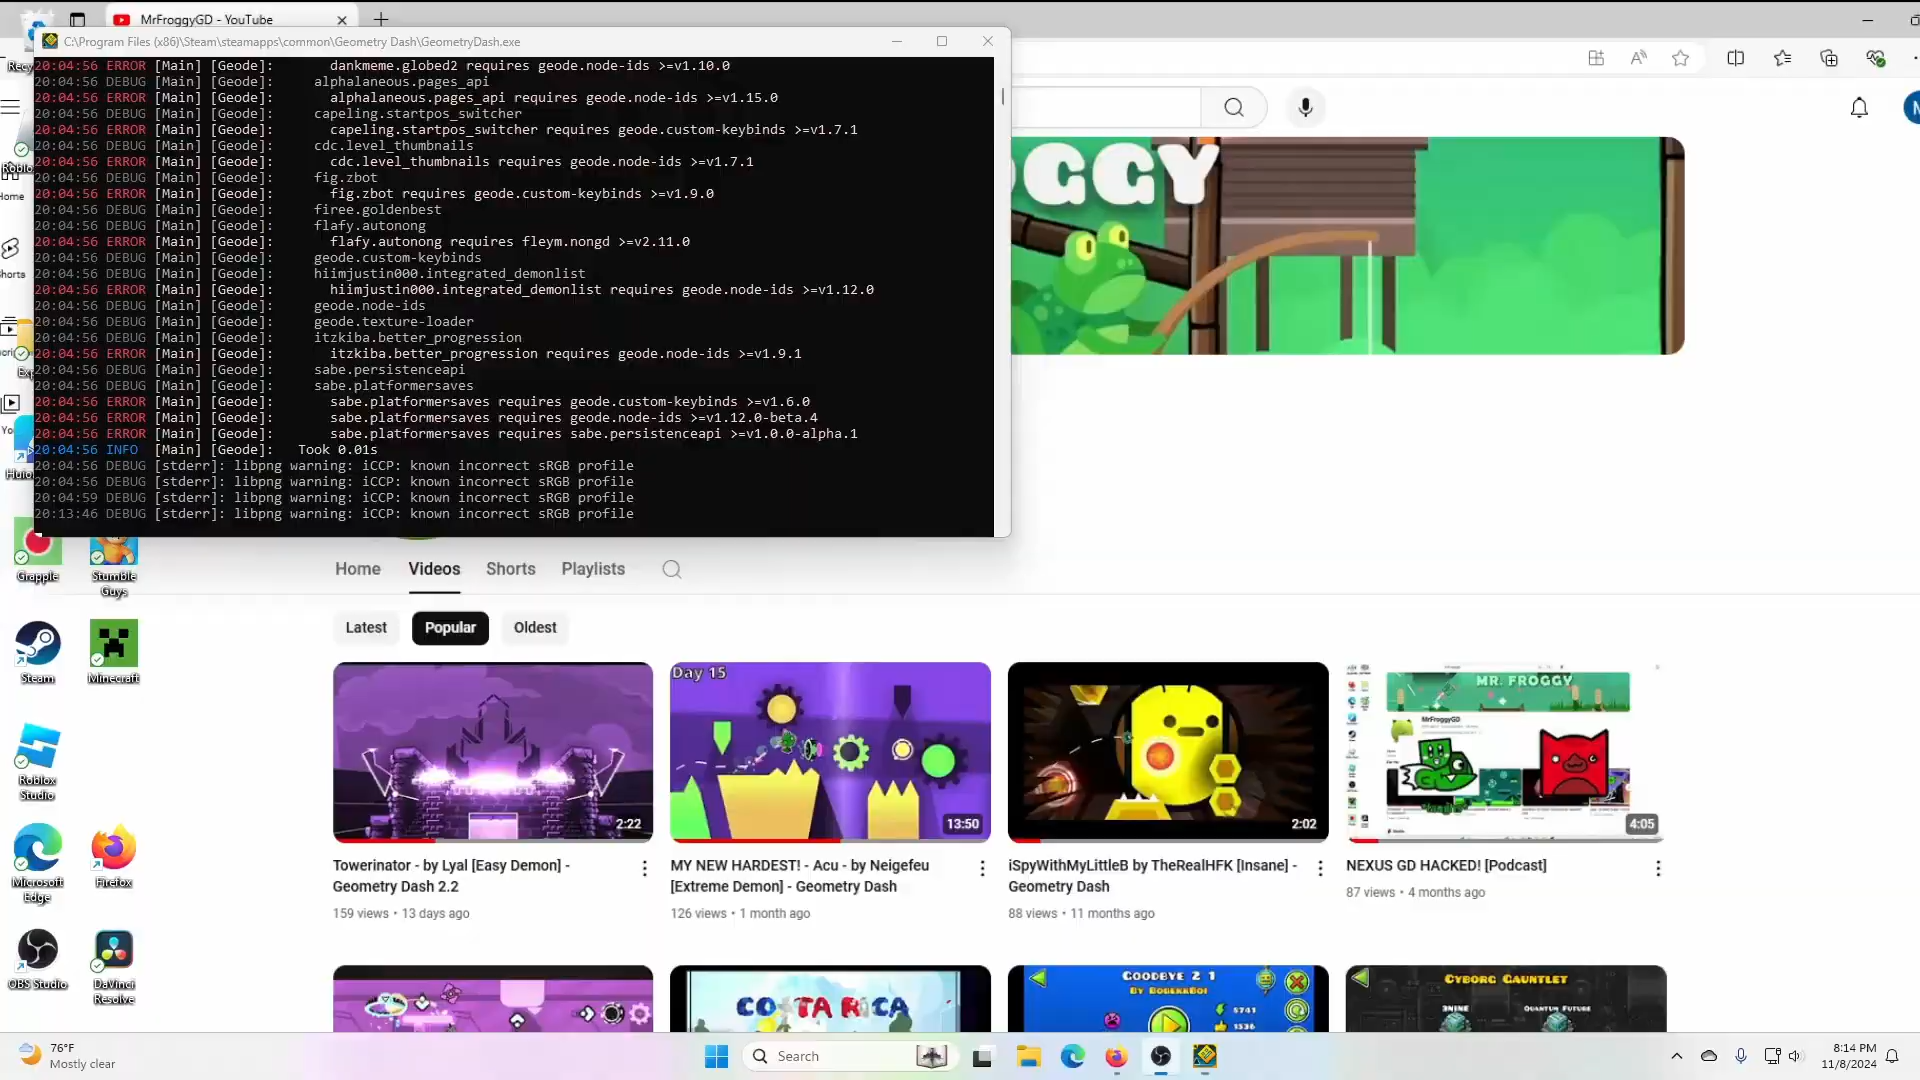 MrFroggyGD - YouTube
C:\Program Files (x86)\Steam\steamapps\common\Geometry Dash\GeometryDash.exe
20:04:56 ERROR [Main] [Geode]: dankmeme.globed2 requires geode.node-ids >=v1.10.0
20:04:56 DEBUG [Main] [Geode]: alphalaneous.pages_api
20:04:56 ERROR [Main] [Geode]: alphalaneous.pages_api requires geode.node-ids >=v1.15.0
20:04:56 DEBUG [Main] [Geode]: capeling.startpos_switcher
20:04:56 ERROR [Main] [Geode]: capeling.startpos_switcher requires geode.custom-keybinds >=v1.7.1
20:04:56 DEBUG [Main] [Geode]: cdc.level_thumbnails
20:04:56 ERROR [Main] [Geode]: cdc.level_thumbnails requires geode.node-ids >=v1.7.1
20:04:56 DEBUG [Main] [Geode]: fig.zbot
20:04:56 ERROR [Main] [Geode]: fig.zbot requires geode.custom-keybinds >=v1.9.0
20:04:56 DEBUG [Main] [Geode]: firee.goldenbest
20:04:56 DEBUG [Main] [Geode]: flafy.autonong
20:04:56 ERROR [Main] [Geode]: flafy.autonong requires fleym.nongd >=v2.11.0
20:04:56 DEBUG [Main] [Geode]: geode.custom-keybinds
20:04:56 DEBUG [Main] [Geode]: hiimjustin000.integrated_demonlist
20:04:56 ERROR [Main] [Geode]: hiimjustin000.integrated_demonlist requires geode.node-ids >=v1.12.0
20:04:56 DEBUG [Main] [Geode]: geode.node-ids
20:04:56 DEBUG [Main] [Geode]: geode.texture-loader
20:04:56 DEBUG [Main] [Geode]: itzkiba.better_progression
20:04:56 ERROR [Main] [Geode]: itzkiba.better_progression requires geode.node-ids >=v1.9.1
20:04:56 DEBUG [Main] [Geode]: sabe.persistenceapi
20:04:56 DEBUG [Main] [Geode]: sabe.platformersaves
20:04:56 ERROR [Main] [Geode]: sabe.platformersaves requires geode.custom-keybinds >=v1.6.0
20:04:56 ERROR [Main] [Geode]: sabe.platformersaves requires geode.node-ids >=v1.12.0-beta.4
20:04:56 ERROR [Main] [Geode]: sabe.platformersaves requires sabe.persistenceapi >=v1.0.0-alpha.1
20:04:56 INFO [Main] [Geode]: Took 0.01s
20:04:56 DEBUG [stderr]: libpng warning: iCCP: known incorrect sRGB profile
20:04:56 DEBUG [stderr]: libpng warning: iCCP: known incorrect sRGB profile
20:04:59 DEBUG [stderr]: libpng warning: iCCP: known incorrect sRGB profile
20:13:46 DEBUG [stderr]: libpng warning: iCCP: known incorrect sRGB profile
OGGY
Home Videos Shorts Playlists
Latest Popular Oldest
Day 15
MR. FROGGY
MrFroggyGD
2:22
13:50
2:02
4:05
Towerinator - by Lyal [Easy Demon] -
Geometry Dash 2.2
159 views • 13 days ago
MY NEW HARDEST! - Acu - by Neigefeu
[Extreme Demon] - Geometry Dash
126 views • 1 month ago
iSpyWithMyLittleB by TheRealHFK [Insane] -
Geometry Dash
88 views • 11 months ago
NEXUS GD HACKED! [Podcast]
87 views • 4 months ago
COSTA RICA
GOODBYE 2 1
5741
1536
CYBORG GAUNTLET
QUANTUM FUTURE
Grapple
Stumble
Guys
Steam
Minecraft
Roblox
Studio
Microsoft
Edge
Firefox
OBS Studio
DaVinci
Resolve
76°F
Mostly clear
Search
8:14 PM
11/8/2024